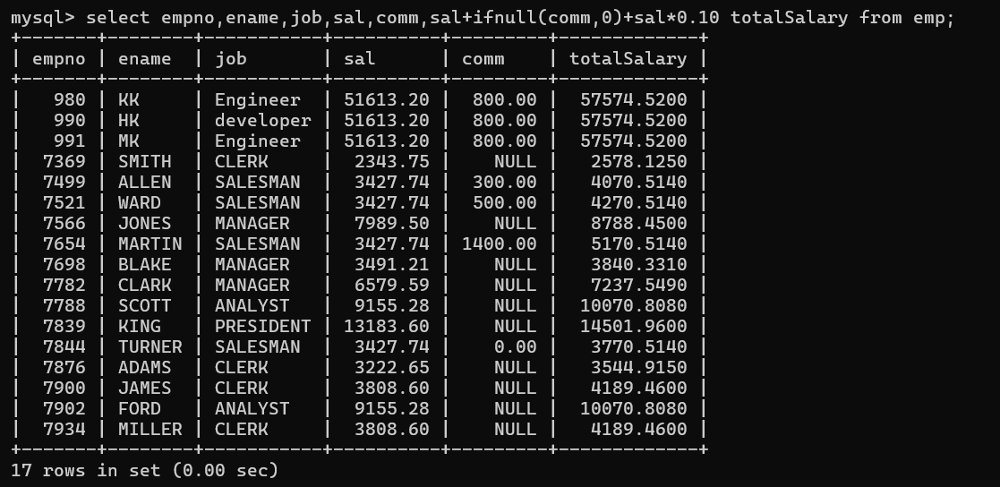 mysql> select empno,ename,job,sal,comm,sal+ifnull(comm,0)+sal*0.10 totalSalary from emp;
+-------+--------+-----------+----------+---------+-------------+
| empno | ename  | job       | sal      | comm    | totalSalary |
+-------+--------+-----------+----------+---------+-------------+
|   980 | KK     | Engineer  | 51613.20 |  800.00 |  57574.5200 |
|   990 | HK     | developer | 51613.20 |  800.00 |  57574.5200 |
|   991 | MK     | Engineer  | 51613.20 |  800.00 |  57574.5200 |
|  7369 | SMITH  | CLERK     |  2343.75 |    NULL |   2578.1250 |
|  7499 | ALLEN  | SALESMAN  |  3427.74 |  300.00 |   4070.5140 |
|  7521 | WARD   | SALESMAN  |  3427.74 |  500.00 |   4270.5140 |
|  7566 | JONES  | MANAGER   |  7989.50 |    NULL |   8788.4500 |
|  7654 | MARTIN | SALESMAN  |  3427.74 | 1400.00 |   5170.5140 |
|  7698 | BLAKE  | MANAGER   |  3491.21 |    NULL |   3840.3310 |
|  7782 | CLARK  | MANAGER   |  6579.59 |    NULL |   7237.5490 |
|  7788 | SCOTT  | ANALYST   |  9155.28 |    NULL |  10070.8080 |
|  7839 | KING   | PRESIDENT | 13183.60 |    NULL |  14501.9600 |
|  7844 | TURNER | SALESMAN  |  3427.74 |    0.00 |   3770.5140 |
|  7876 | ADAMS  | CLERK     |  3222.65 |    NULL |   3544.9150 |
|  7900 | JAMES  | CLERK     |  3808.60 |    NULL |   4189.4600 |
|  7902 | FORD   | ANALYST   |  9155.28 |    NULL |  10070.8080 |
|  7934 | MILLER | CLERK     |  3808.60 |    NULL |   4189.4600 |
+-------+--------+-----------+----------+---------+-------------+
17 rows in set (0.00 sec)